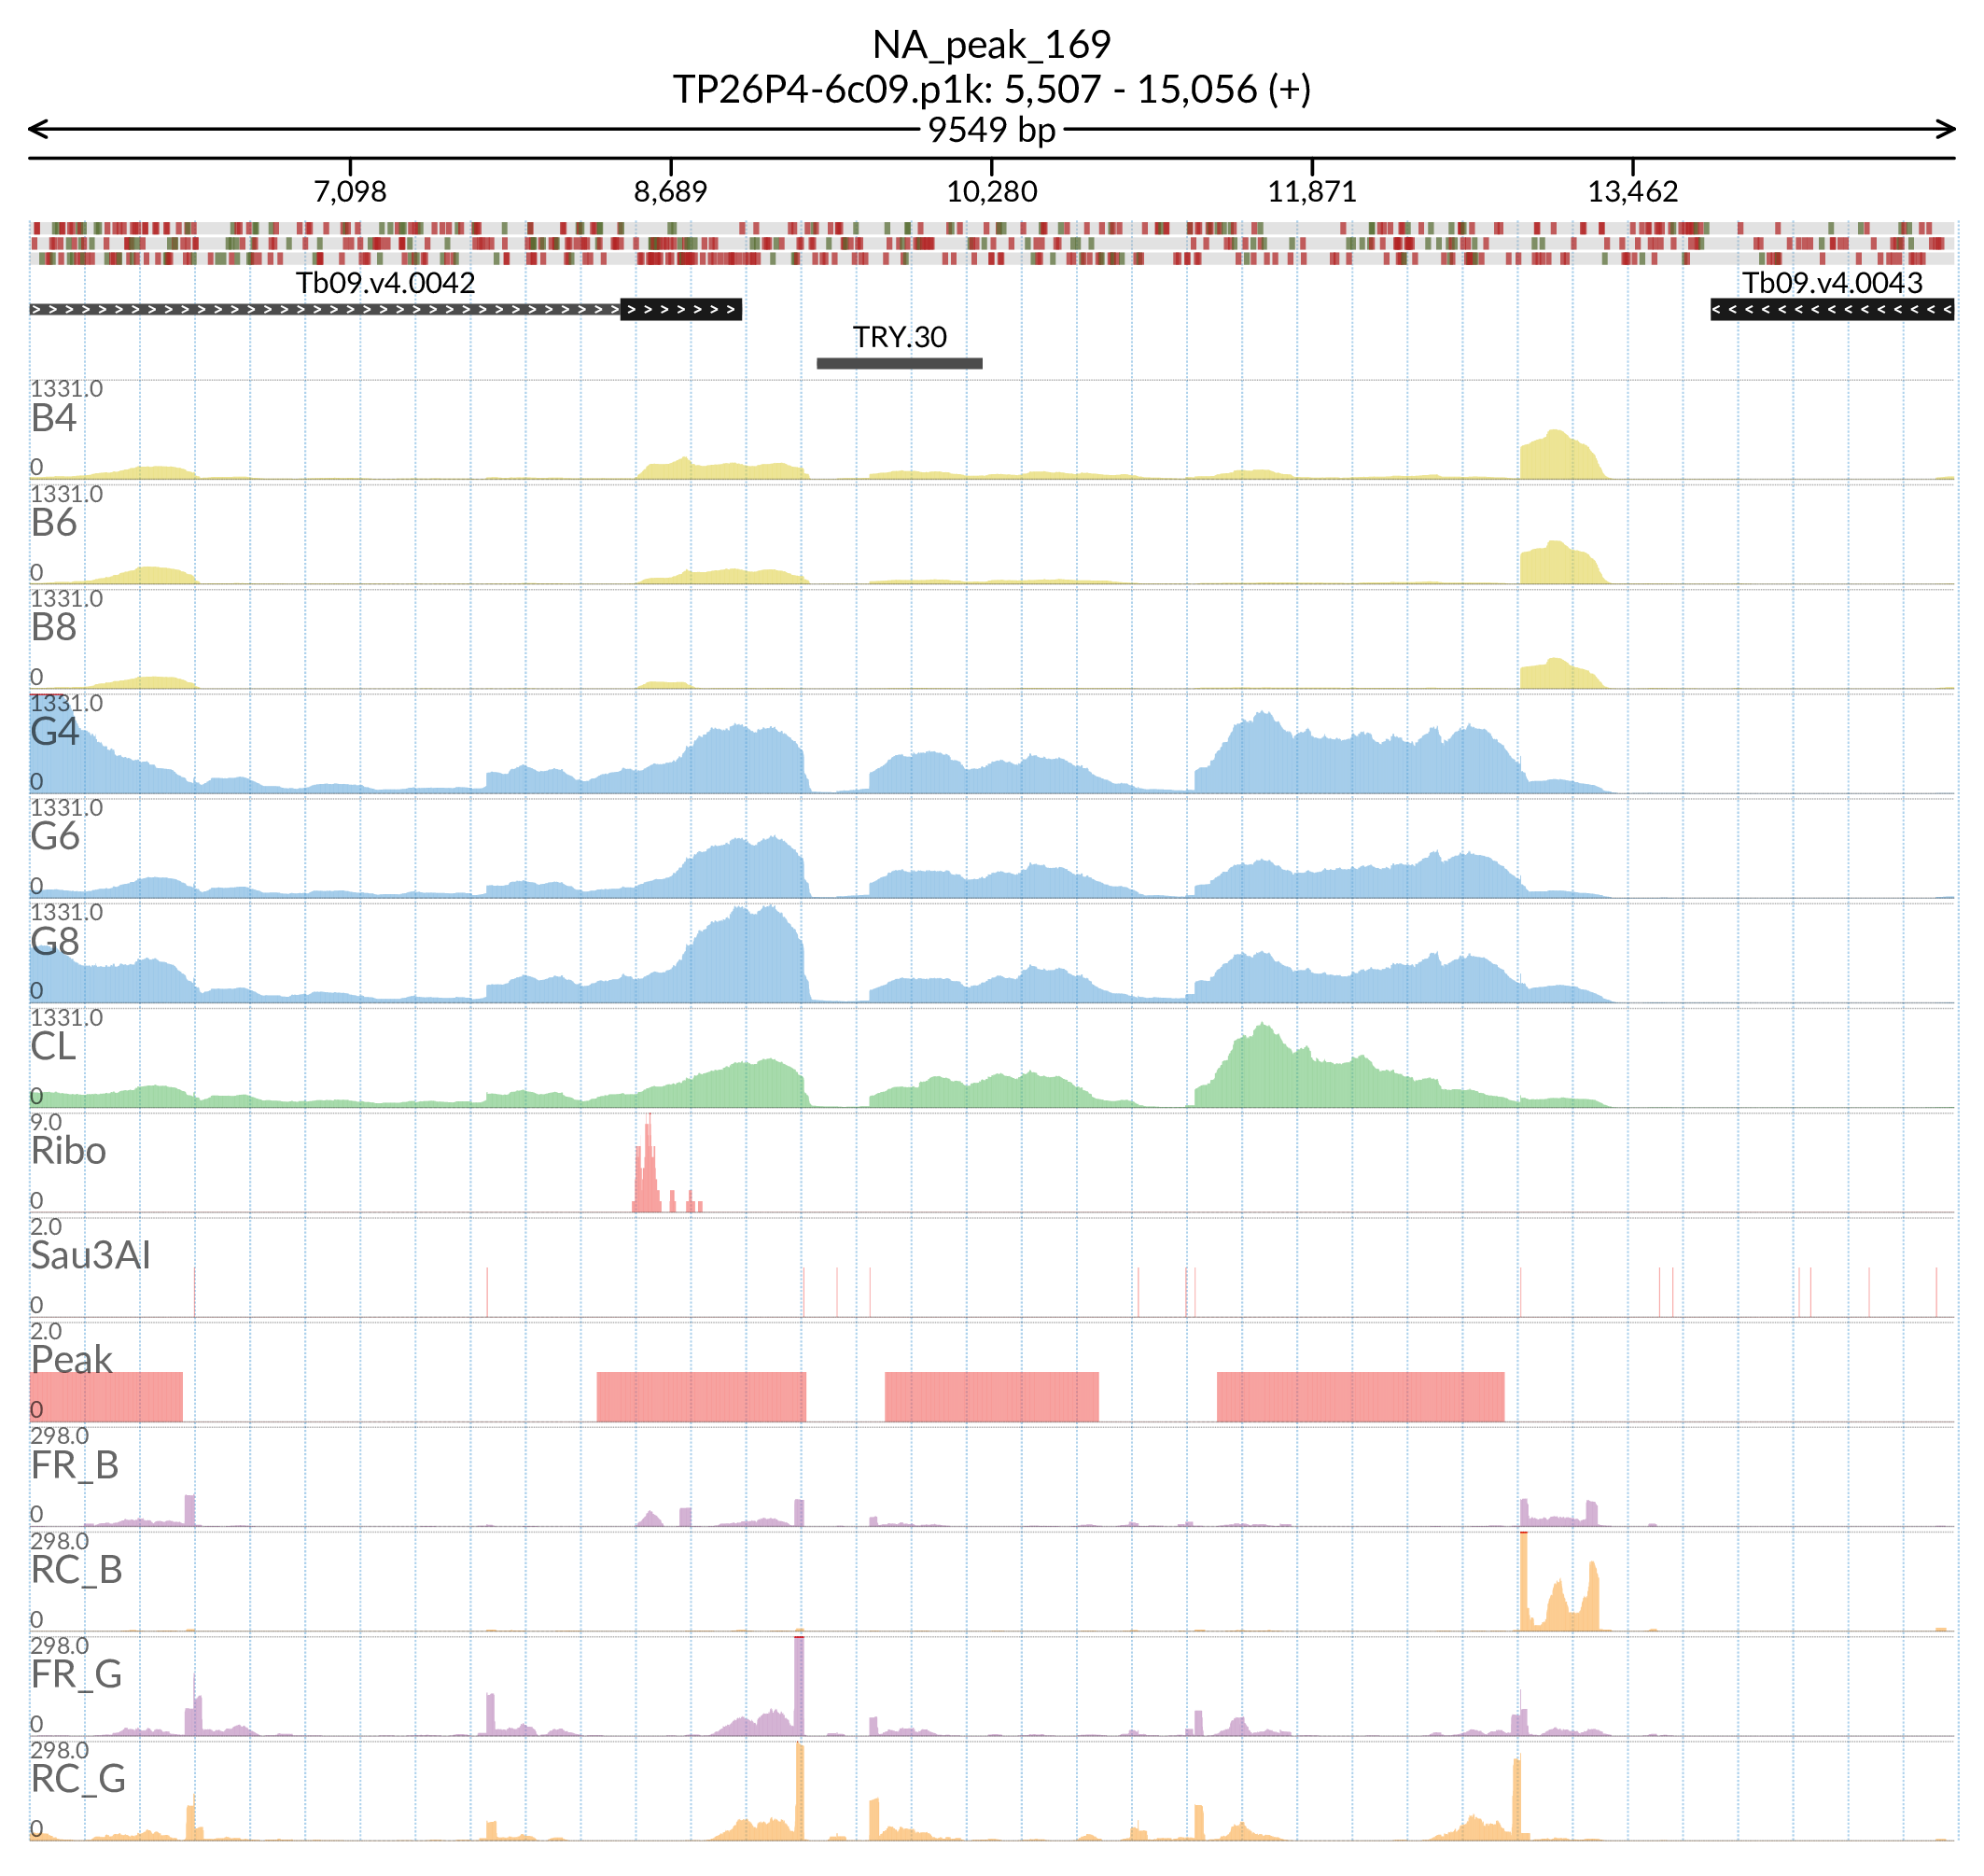 NA_peak_169
TP26P4-6c09.p1k: 5,507 - 15,056 (+)
9549 bp
7,098 8,689 10,280 11,871 13,462
Tb09.v4.0042 Tb09.v4.0043
TRY.30
1331.0
B4
0
1331.0
B6
0
1331.0
B8
0
1331.0
G4
0
1331.0
G6
0
1331.0
G8
0
1331.0
CL
0
9.0
Ribo
0
2.0
Sau3AI
0
2.0
Peak
0
298.0
FR_B
0
298.0
RC_B
0
298.0
FR_G
0
298.0
RC_G
0